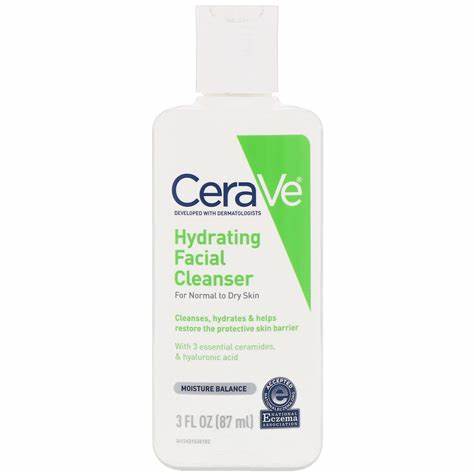 CeraVe
DEVELOPED WITH DERMATOLOGISTS
Hydrating
Facial
Cleanser
For Normal to Dry Skin
Cleanses, hydrates & helps
restore the protective skin barrier
With 3 essential ceramides,
& hyaluronic acid
MOISTURE BALANCE
ACCEPTED
e
NATIONAL
Eczema
ASSOCIATION
3 FL OZ (87 ml)